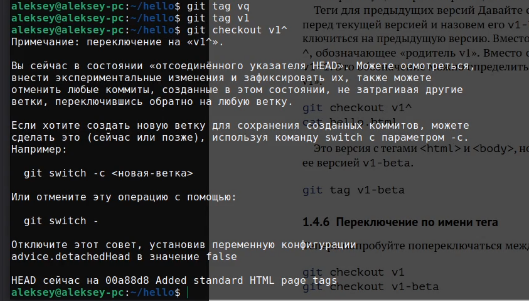 aleksey@aleksey-pc:~/hello$ git tag vq
aleksey@aleksey-pc:~/hello$ git tag v1
aleksey@aleksey-pc:~/hello$ git checkout v1^
Примечание: переключение на «v1^».
Вы сейчас в состоянии «отсоединённого указателя HEAD». Можете осмотреться,
внести экспериментальные изменения и зафиксировать их, также можете
отменить любые коммиты, созданные в этом состоянии, не затрагивая другие
ветки, переключившись обратно на любую ветку.
Если хотите создать новую ветку для сохранения созданных коммитов, можете
сделать это (сейчас или позже), используя команду switch с параметром -c.
Например:
git switch -c <новая-ветка>
Или отмените эту операцию с помощью:
git switch -
Отключите этот совет, установив переменную конфигурации
advice.detachedHead в значение false
HEAD сейчас на 00a88d8 Added standard HTML page tags
aleksey@aleksey-pc:~/hello$
Теги для предыдущих версий Давайте с
перед текущей версией и назовем его v1-
ключиться на предыдущую версию. Вместо
^, обозначающее «родитель v1». Вместо о
определить
git checkout v1^
cat hello.html
Это версия с тегами <html> и <body>, но
ее версией v1-beta.
git tag v1-beta
1.4.6 Переключение по имени тега
попробуйте попереключаться меж
git checkout v1
git checkout v1-beta